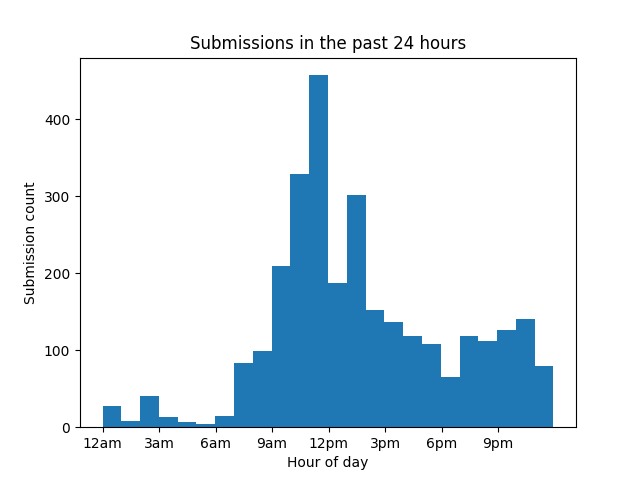 Submissions in the past 24 hours
Submission count
400
300
200
100
0
12am 3am 6am 9am 12pm 3pm 6pm 9pm
Hour of day